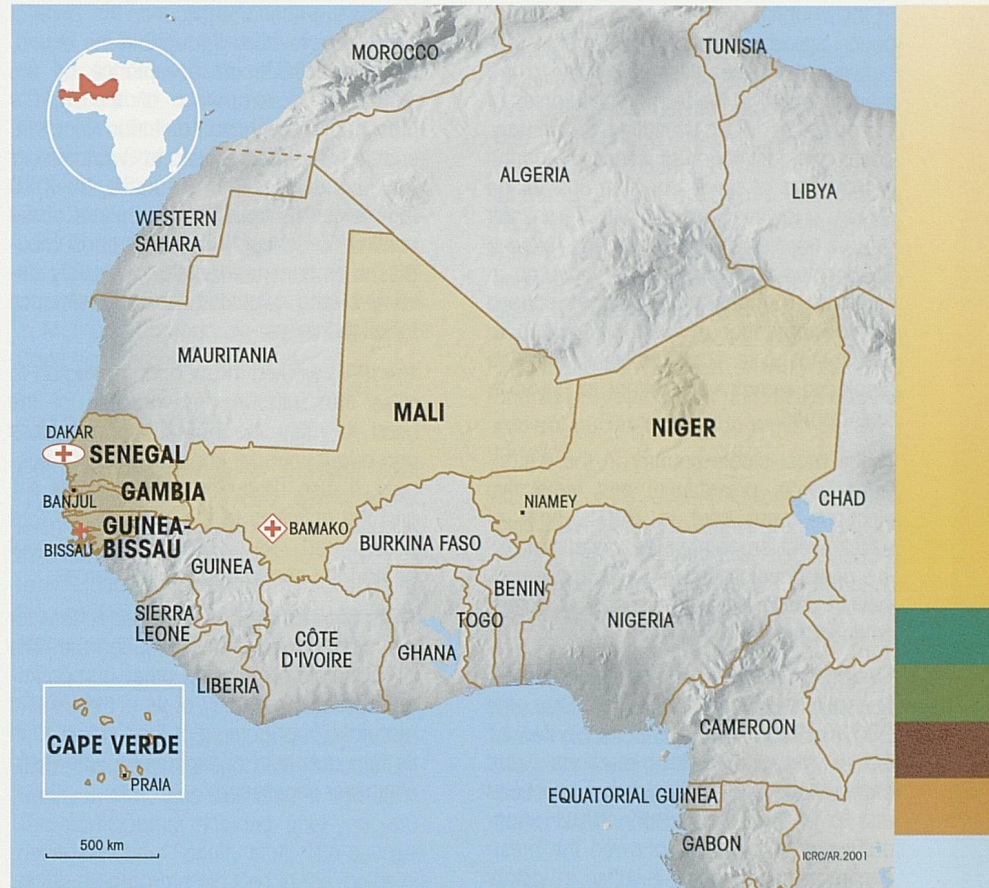 MOROCCO
TUNISIA
ALGERIA
LIBYA
WESTERN
SAHARA
MAURITANIA
MALI
NIGER
DAKAR
SENEGAL
GAMBIA
BANJUL
GUINEA-
BISSAU
BISSAU
NIAMEY
CHAD
BAMAKO
BURKINA FASO
GUINEA
BENIN
SIERRA
LEONE
TOGO
NIGERIA
CÔTE
D'IVOIRE
GHANA
LIBERIA
CAMEROON
CAPE VERDE
PRAIA
EQUATORIAL GUINEA
GABON
500 km
ICRC/AR.2001